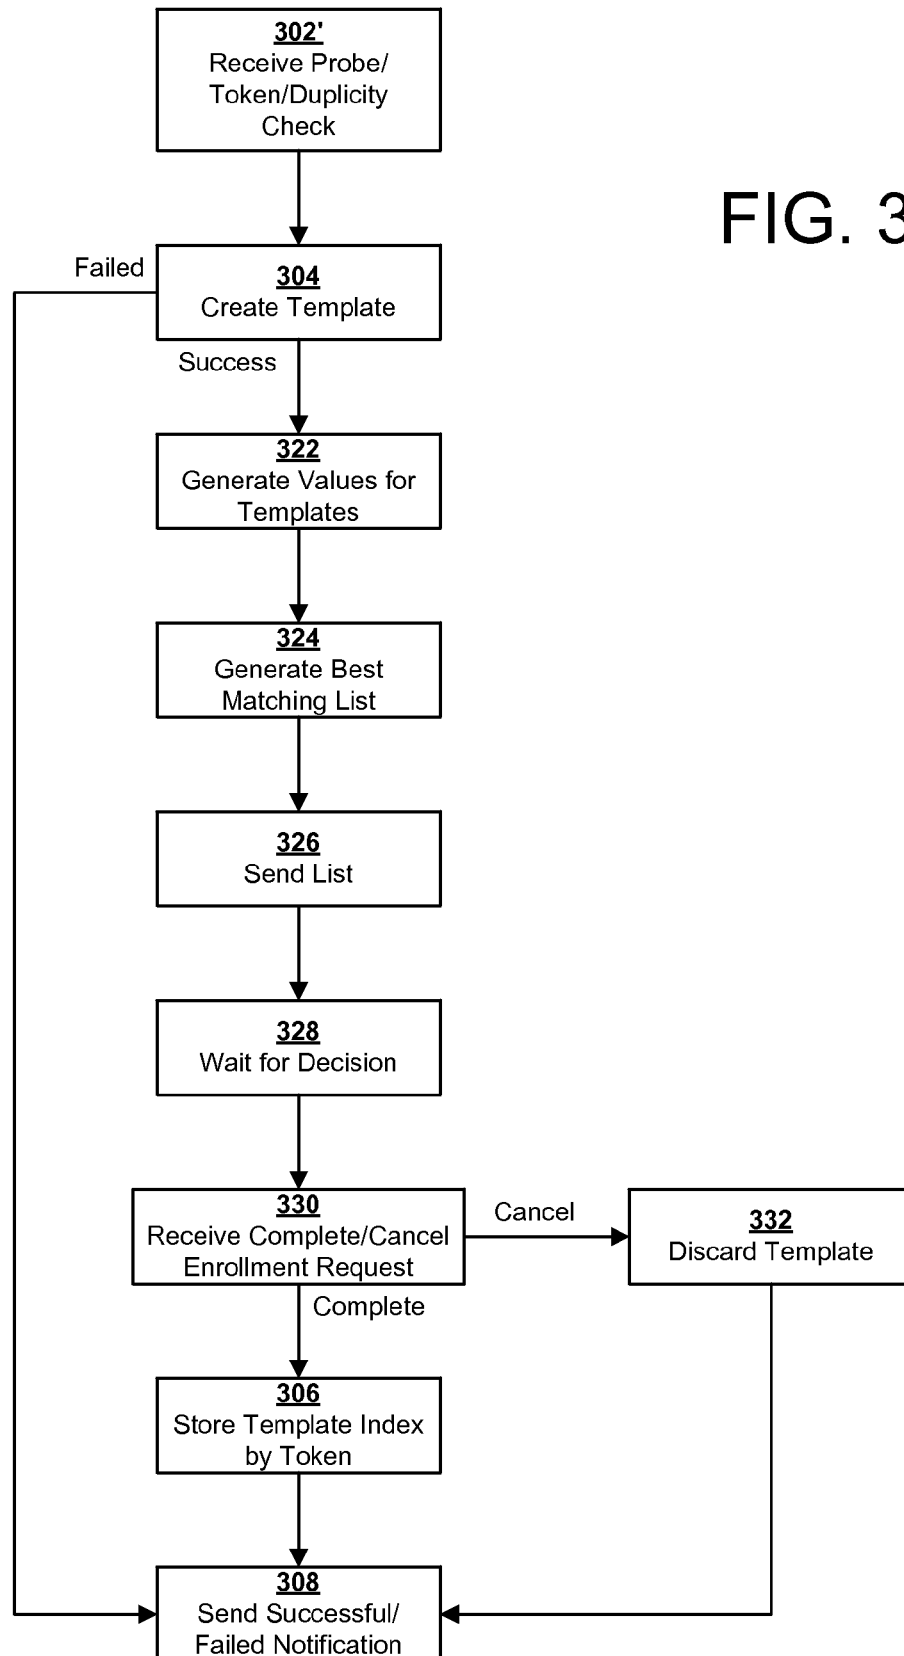 302'
Receive Probe/
Token/Duplicity
Check
FIG. 3
Failed
304
Create Template
Success
322
Generate Values for
Templates
324
Generate Best
Matching List
326
Send List
328
Wait for Decision
330
Receive Complete/Cancel
Enrollment Request
Cancel
332
Discard Template
Complete
306
Store Template Index
by Token
308
Send Successful/
Failed Notification